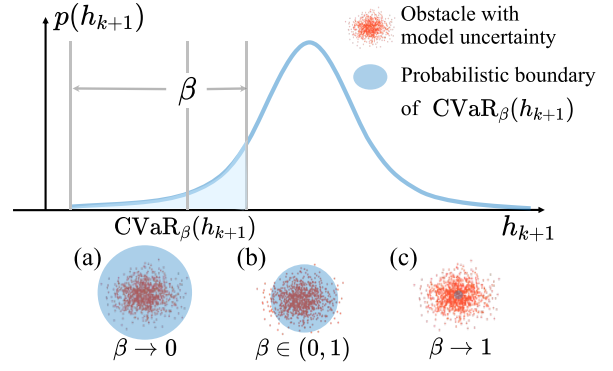 p(h_{k+1})
Obstacle with
model uncertainty
Probabilistic boundary
of CVaR_β(h_{k+1})
β
CVaR_β(h_{k+1})
h_{k+1}
(a)
(b)
(c)
β → 0
β ∈ (0, 1)
β → 1